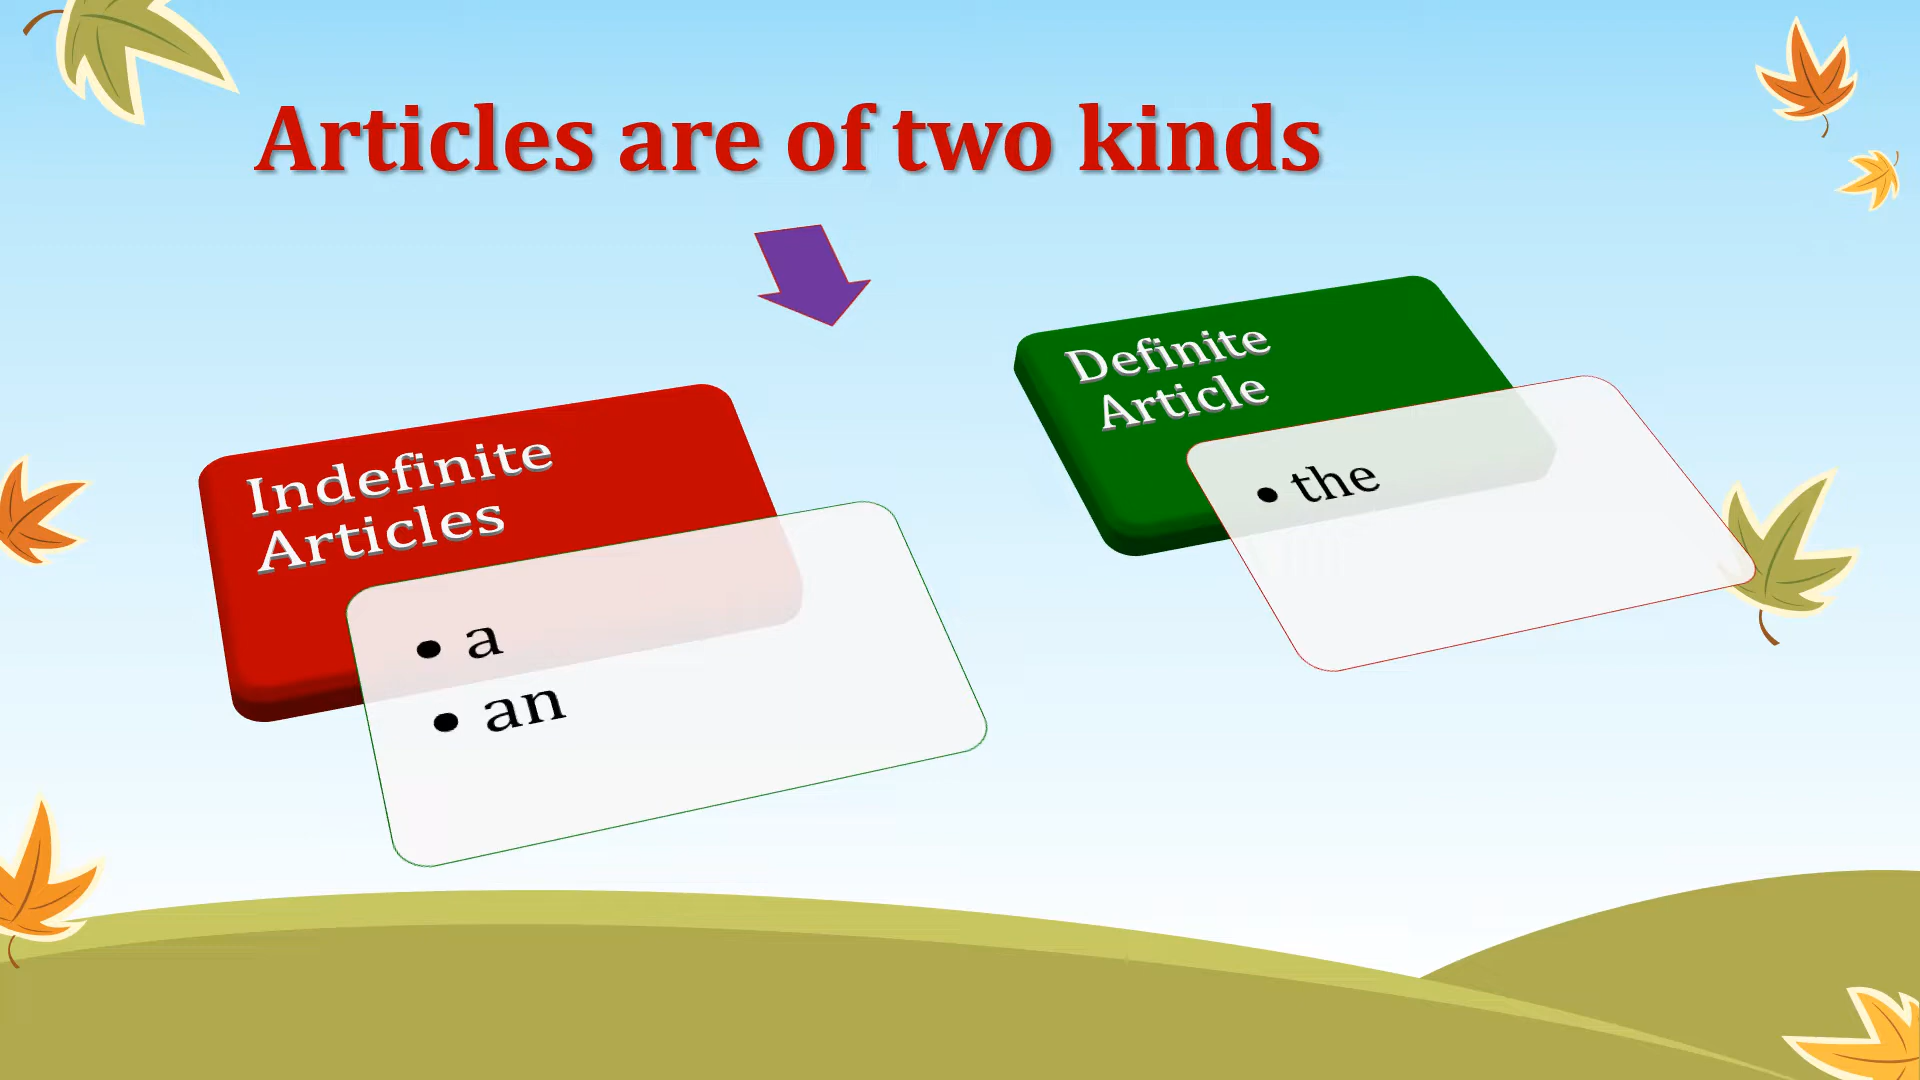 Articles are of two kinds
Indefinite
Articles
• a
• an
Definite
Article
• the